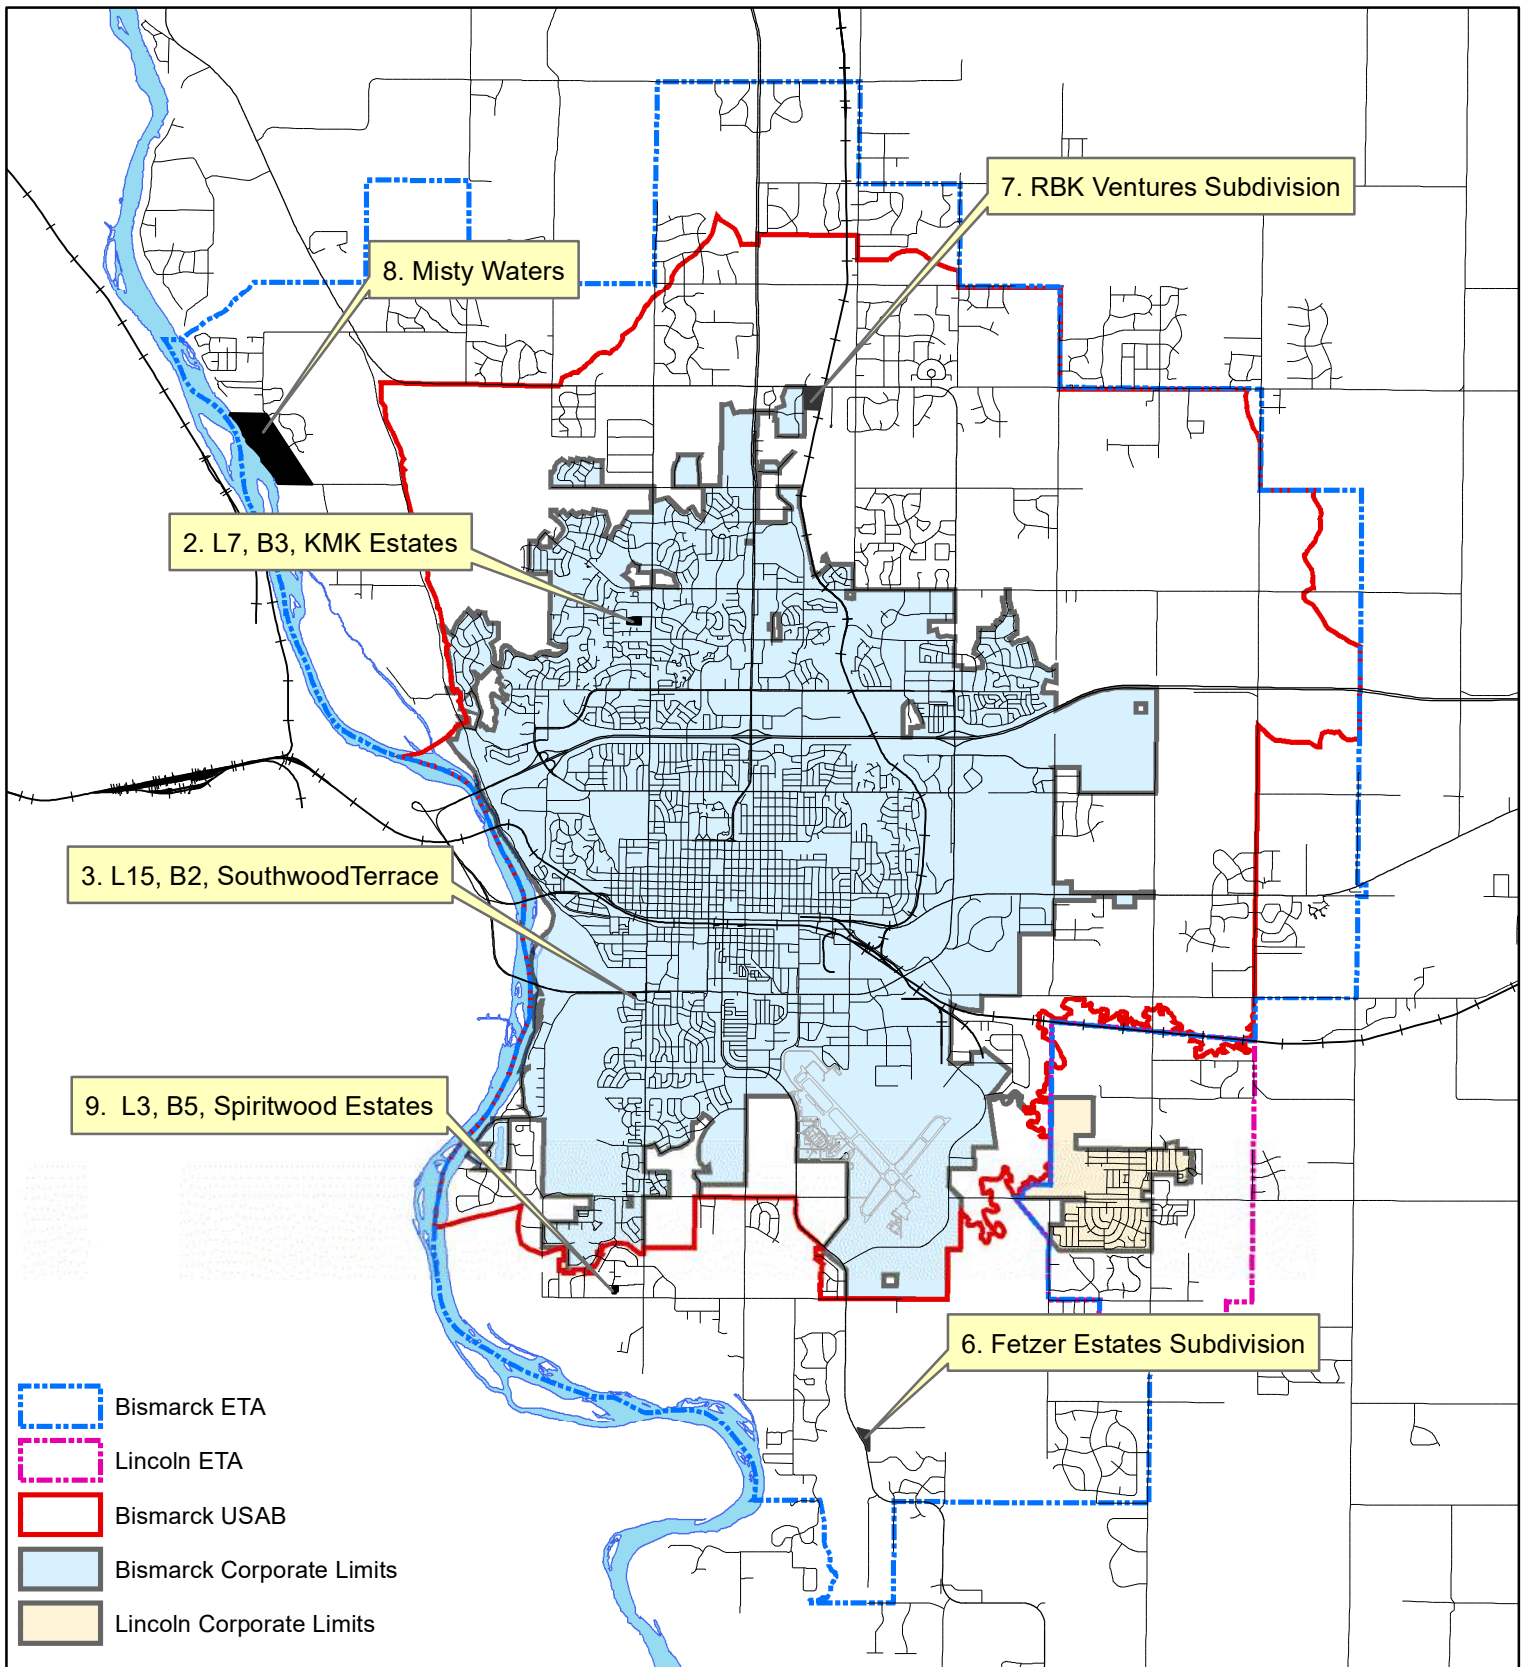 7. RBK Ventures Subdivision
8. Misty Waters
2. L7, B3, KMK Estates
3. L15, B2, SouthwoodTerrace
9.  L3, B5, Spiritwood Estates
6. Fetzer Estates Subdivision
Bismarck ETA
Lincoln ETA
Bismarck USAB
Bismarck Corporate Limits
Lincoln Corporate Limits